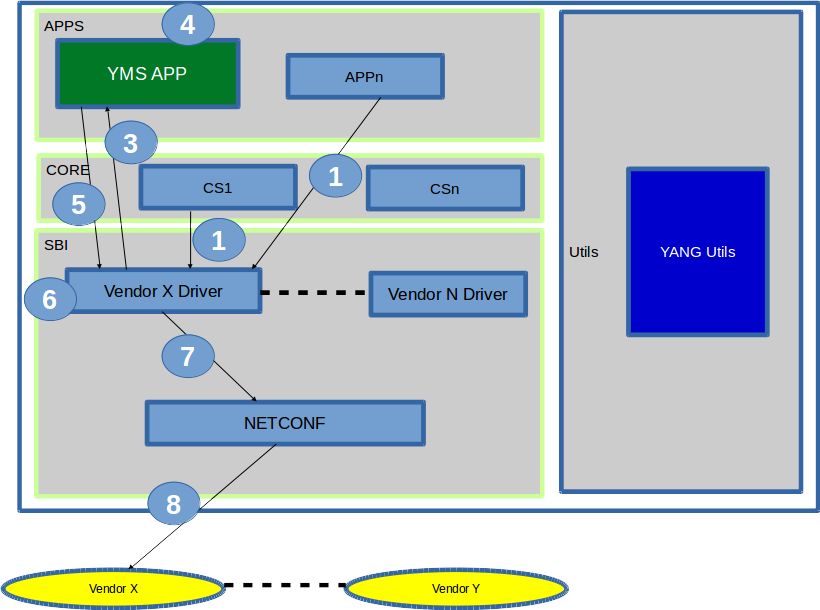 4
APPS
YMS APP
APPn
3
CORE
CS1
1
CSn
5
1
SBI
Utils
YANG Utils
6
Vendor X Driver
Vendor N Driver
7
NETCONF
8
Vendor X
Vendor Y